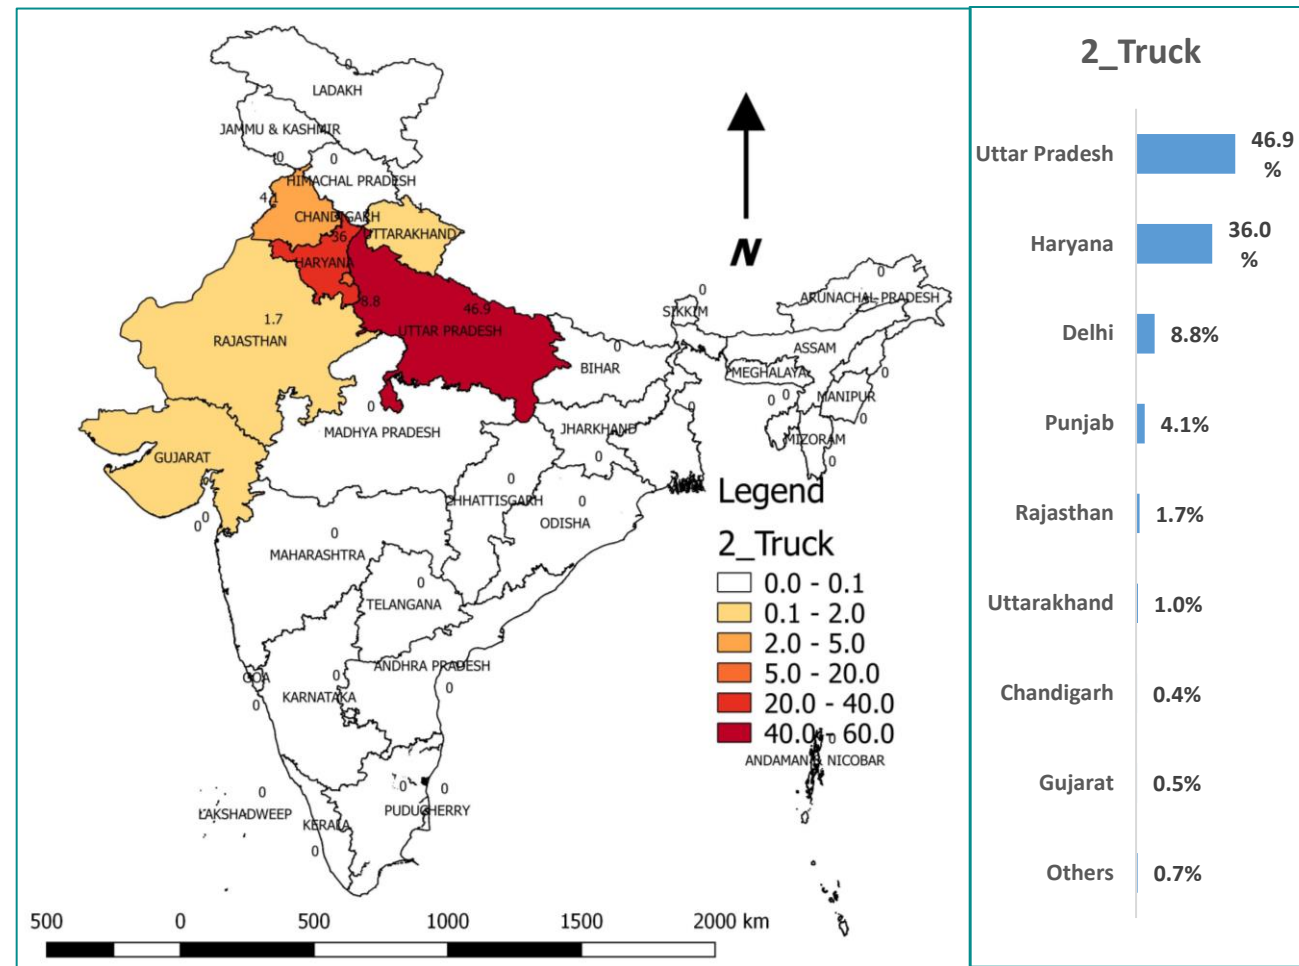 0
LADAKH
JAMMU & KASHMIR
0
0
HIMACHAL PRADESH
4.1
CHANDIGARH
1
36
UTTARAKHAND
HARYANA
8.8
46.9
UTTAR PRADESH
1.7
RAJASTHAN
N
0
SIKKIM
0
ARUNACHAL PRADESH
ASSAM
0
BIHAR
MEGHALAYA
0
0
0
MANIPUR
0
MIZORAM
0
0
MADHYA PRADESH
0
JHARKHAND
0
GUJARAT
0
0
0
0
CHHATTISGARH
0
ODISHA
0
MAHARASHTRA
0
TELANGANA
ANDHRA PRADESH
0
GOA
0
0
KARNATAKA
0
LAKSHADWEEP
0
0
PUDUCHERRY
KERALA
0
0
ANDAMAN & NICOBAR
Legend
2_Truck
0.0 - 0.1
0.1 - 2.0
2.0 - 5.0
5.0 - 20.0
20.0 - 40.0
40.0 - 60.0
500 0 500 1000 1500 2000 km
2_Truck
Uttar Pradesh 46.9
%
Haryana 36.0
%
Delhi 8.8%
Punjab 4.1%
Rajasthan 1.7%
Uttarakhand 1.0%
Chandigarh 0.4%
Gujarat 0.5%
Others 0.7%